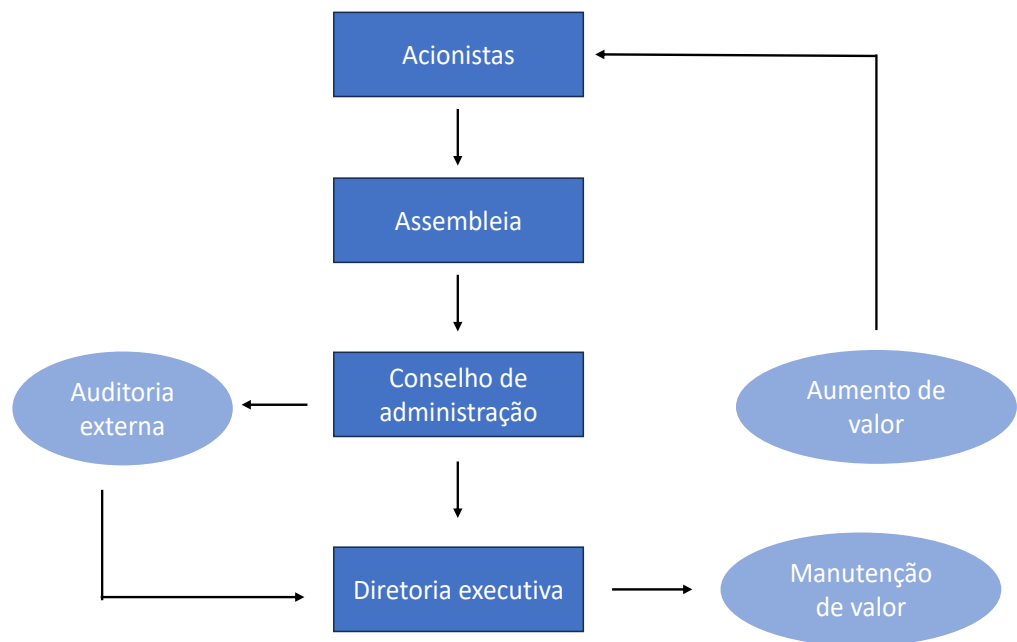 Acionistas
Assembleia
Conselho de
administração
Auditoria
externa
Aumento de
valor
Diretoria executiva
Manutenção
de valor